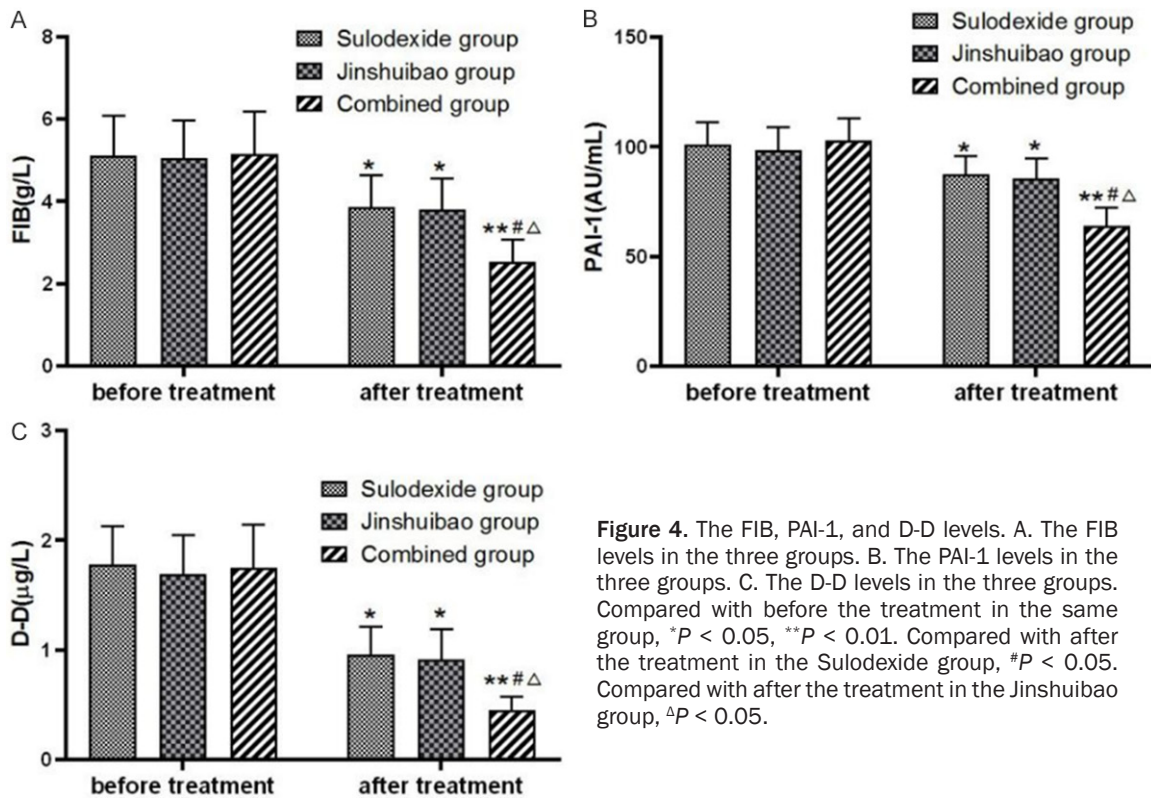 A
8
6
4
2
0
FIB(g/L)
Sulodexide group
Jinshuibao group
Combined group
* * **#△
before treatment after treatment
B
150
100
50
0
PAI-1(AU/mL)
Sulodexide group
Jinshuibao group
Combined group
* * **#△
before treatment after treatment
C
3
2
1
0
D-D(μg/L)
Sulodexide group
Jinshuibao group
Combined group
* * **#△
before treatment after treatment
Figure 4. The FIB, PAI-1, and D-D levels. A. The FIB
levels in the three groups. B. The PAI-1 levels in the
three groups. C. The D-D levels in the three groups.
Compared with before the treatment in the same
group, *P < 0.05, **P < 0.01. Compared with after
the treatment in the Sulodexide group, #P < 0.05.
Compared with after the treatment in the Jinshuibao
group, ΔP < 0.05.